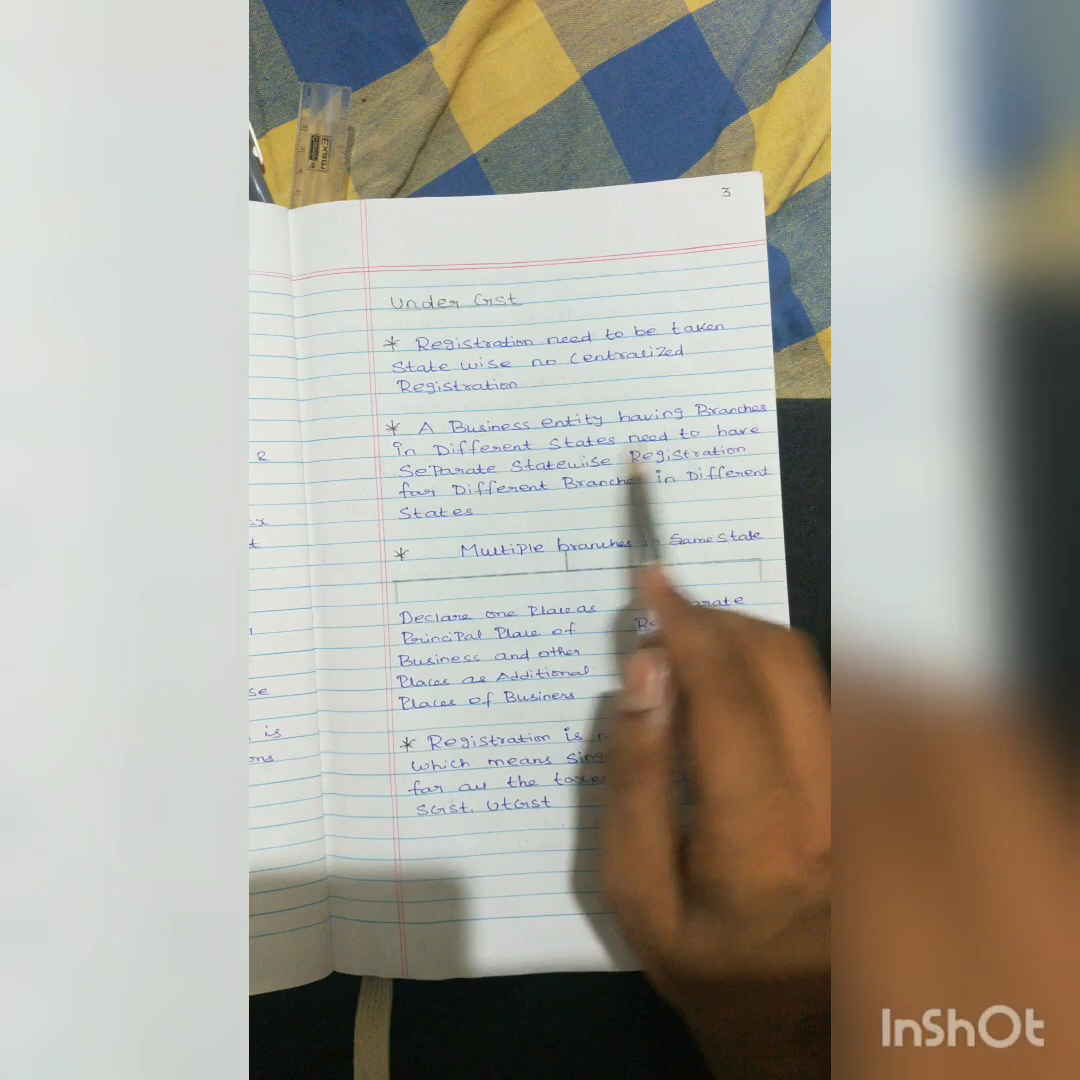 3
Under GST
* Registration need to be taken
State wise no Centralized
Registration
* A Business entity having Branches
in Different States need to have
Separate Statewise Registration
for Different Branches in Different
States
* Multiple branches in Same State
Declare one Place as
Principal Place of
Business and other
Places as Additional
Places of Business
* Registration is
which means
for all the
SGST, UTGST
&
is
InShOt